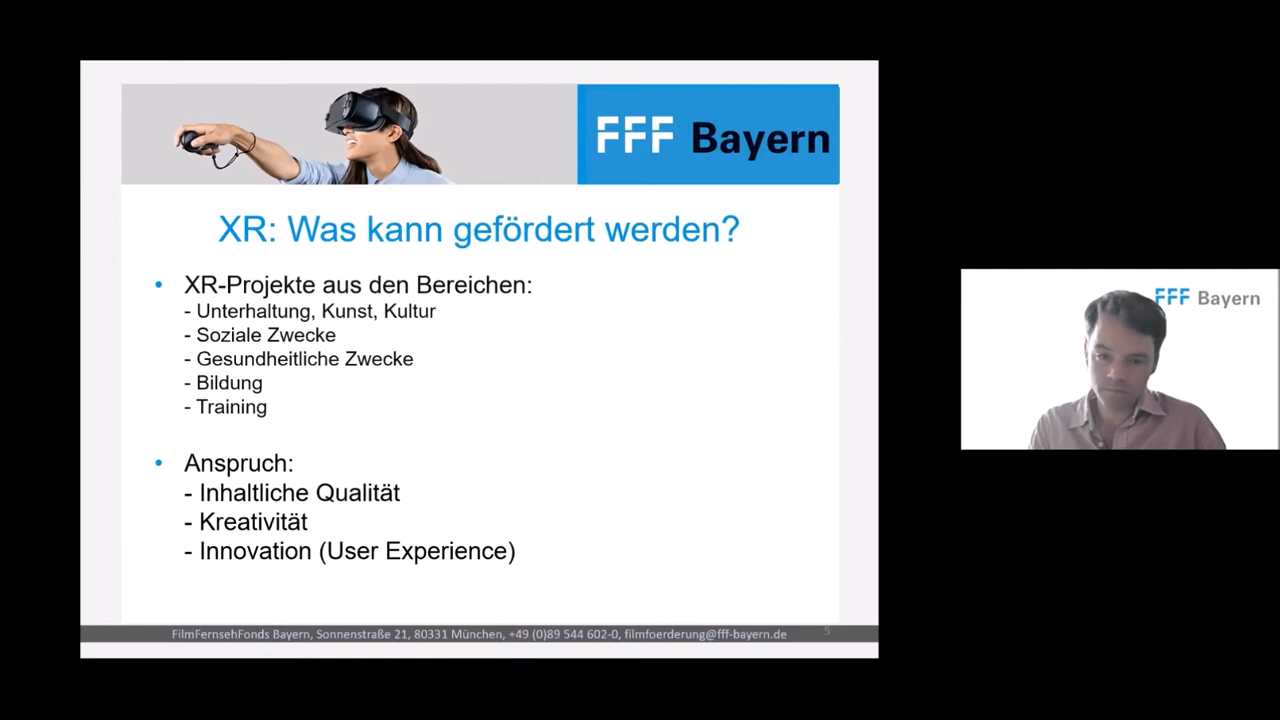 FFF Bayern
XR: Was kann gefördert werden?
• XR-Projekte aus den Bereichen:
- Unterhaltung, Kunst, Kultur
- Soziale Zwecke
- Gesundheitliche Zwecke
- Bildung
- Training
• Anspruch:
- Inhaltliche Qualität
- Kreativität
- Innovation (User Experience)
FilmFernsehFonds Bayern, Sonnenstraße 21, 80331 München, +49 (0)89 544 602-0, filmfoerderung@fff-bayern.de
5
FFF Bayern